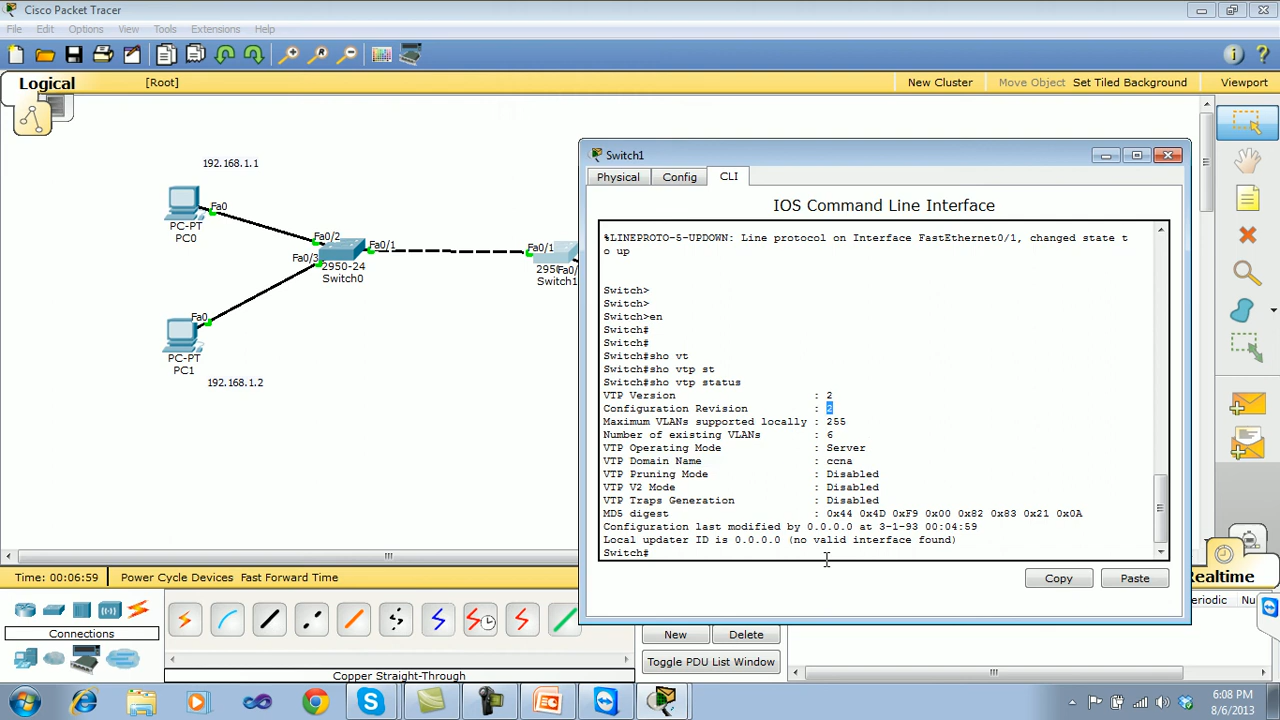 Cisco Packet Tracer
File Edit Options View Tools Extensions Help
Logical
[Root]
New Cluster
Move Object
Set Tiled Background
Viewport
192.168.1.1
Fa0
PC-PT
PC0
Fa0/2
Fa0/1
Fa0/3
2950-24
Switch0
Fa0/1
Fa0/
Switch1
Fa0
PC-PT
PC1
192.168.1.2
Switch1
Physical Config CLI
IOS Command Line Interface
%LINEPROTO-5-UPDOWN: Line protocol on Interface FastEthernet0/1, changed state t
o up
Switch>
Switch>
Switch>en
Switch#
Switch#
Switch#sho vt
Switch#sho vtp st
Switch#sho vtp status
VTP Version : 2
Configuration Revision : 2
Maximum VLANs supported locally : 255
Number of existing VLANs : 6
VTP Operating Mode : Server
VTP Domain Name : ccna
VTP Pruning Mode : Disabled
VTP V2 Mode : Disabled
VTP Traps Generation : Disabled
MD5 digest : 0x44 0x4D 0xF9 0x00 0x82 0x83 0x21 0x0A
Configuration last modified by 0.0.0.0 at 3-1-93 00:04:59
Local updater ID is 0.0.0.0 (no valid interface found)
Switch#
Copy
Paste
Time: 00:06:59
Power Cycle Devices Fast Forward Time
Realtime
Connections
Copper Straight-Through
New
Delete
Toggle PDU List Window
eriodic
Nu
6:08 PM
8/6/2013